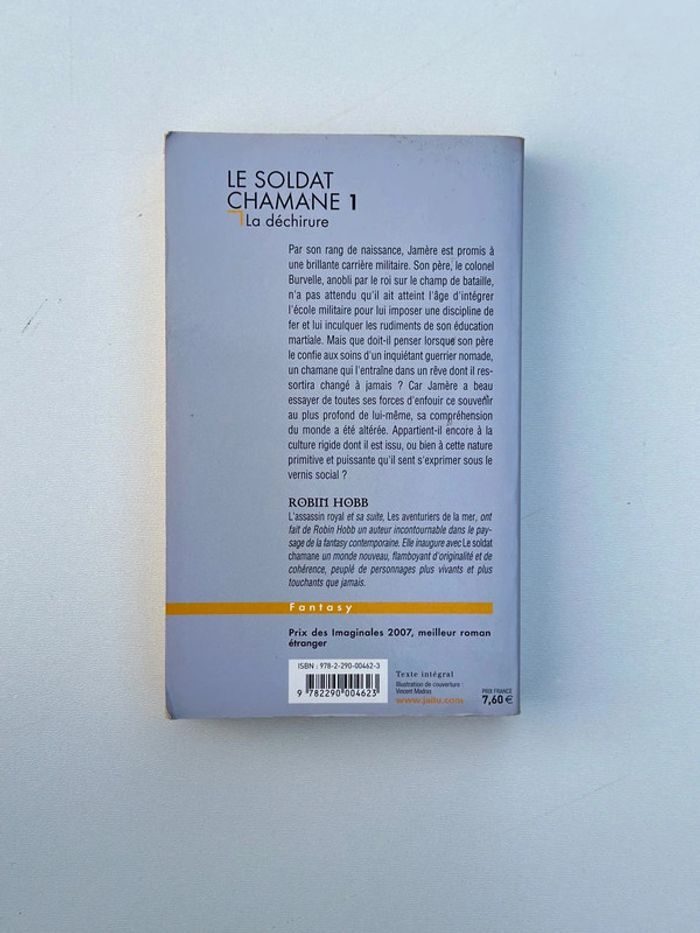 LE SOLDAT
CHAMANE 1
La déchirure
Par son rang de naissance, Jamère est promis à
une brillante carrière militaire. Son père, le colonel
Burvelle, anobli par le roi sur le champ de bataille,
n'a pas attendu qu'il ait atteint l'âge d'intégrer
l'école militaire pour lui imposer une discipline de
fer et lui inculquer les rudiments de son éducation
martiale. Mais que doit-il penser lorsque son père
le confie aux soins d'un inquiétant guerrier nomade,
un chamane qui l'entraîne dans un rêve dont il res-
sortira changé à jamais ? Car Jamère a beau
essayer de toutes ses forces d'enfouir ce souvenir
au plus profond de lui-même, sa compréhension
du monde a été altérée. Appartient-il encore à la
culture rigide dont il est issu, ou bien à cette nature
primitive et puissante qu'il sent s'exprimer sous le
vernis social ?
ROBIN HOBB
L'assassin royal et sa suite, Les aventuriers de la mer, ont
fait de Robin Hobb un auteur incontournable dans le pay-
sage de la fantasy contemporaine. Elle inaugure avec Le soldat
chamane un monde nouveau, flamboyant d'originalité et de
cohérence, peuplé de personnages plus vivants et plus
touchants que jamais.
Fantasy
Prix des Imaginales 2007, meilleur roman
étranger
ISBN : 978-2-290-00462-3
9 782290 004623
Texte intégral
Illustration de couverture :
Vincent Madras
www.jailu.com
PRIX FRANCE
7,60 €